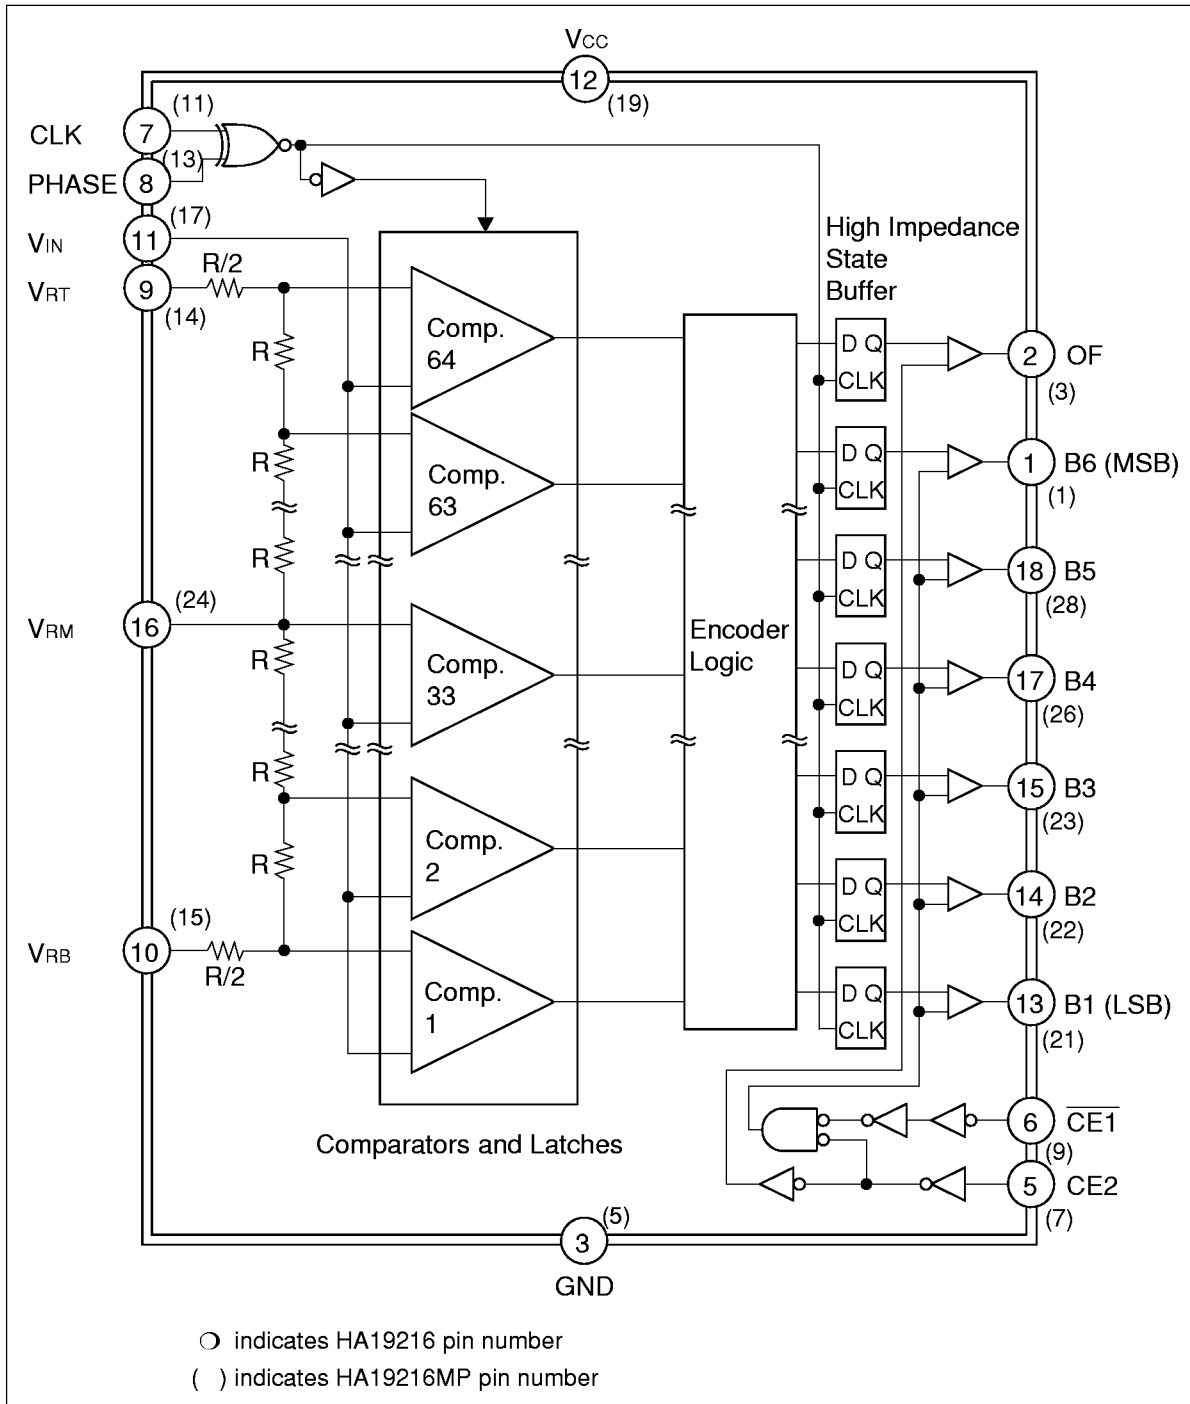 VCC
12
(19)
CLK
7
(11)
PHASE
8
(13)
VIN
11
(17)
VRT
9
(14)
R/2
R
R
R
VRM
16
(24)
R
R
R
VRB
10
(15)
R/2
Comp.
64
Comp.
63
Comp.
33
Comp.
2
Comp.
1
Comparators and Latches
Encoder
Logic
High Impedance
State
Buffer
D Q
CLK
2
OF
(3)
D Q
CLK
1
B6 (MSB)
(1)
D Q
CLK
18
B5
(28)
D Q
CLK
17
B4
(26)
D Q
CLK
15
B3
(23)
D Q
CLK
14
B2
(22)
D Q
CLK
13
B1 (LSB)
(21)
6
CE1
(9)
5
CE2
(7)
3
(5)
GND
indicates HA19216 pin number
( ) indicates HA19216MP pin number